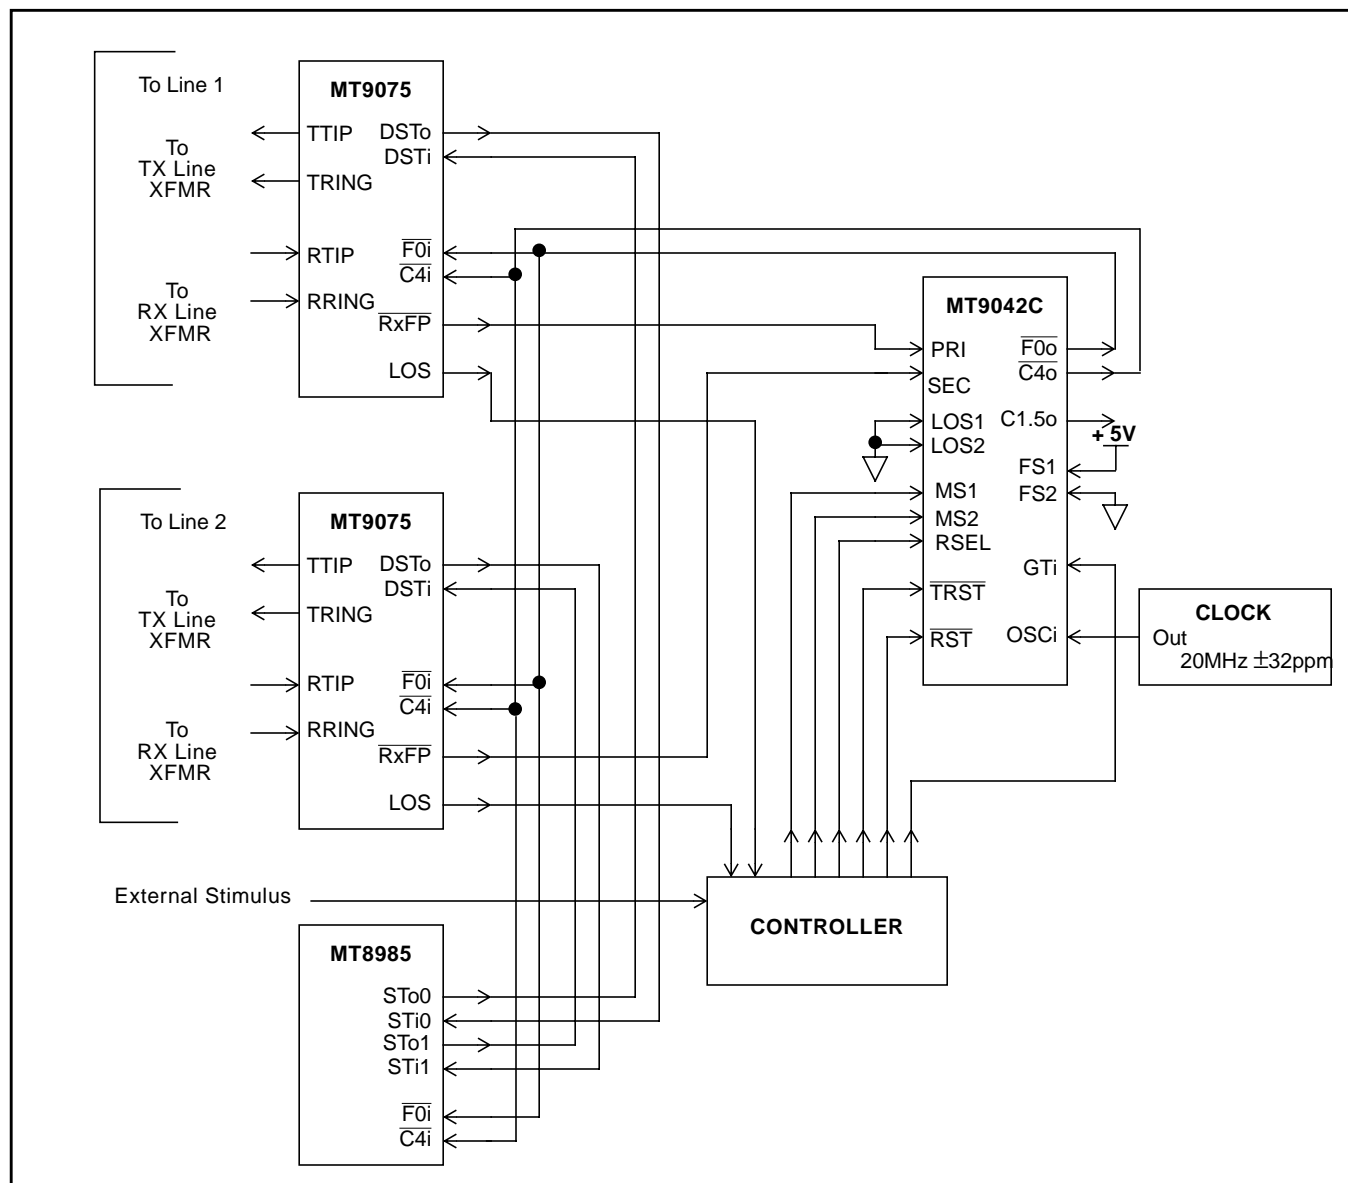 To Line 1
To
TX Line
XFMR
To
RX Line
XFMR
MT9075
TTIP
TRING
RTIP
RRING
DSTo
DSTi
F0i
C4i
RxFP
LOS
To Line 2
To
TX Line
XFMR
To
RX Line
XFMR
MT9075
TTIP
TRING
RTIP
RRING
DSTo
DSTi
F0i
C4i
RxFP
LOS
MT9042C
PRI
SEC
LOS1
LOS2
MS1
MS2
RSEL
TRST
RST
F0o
C4o
C1.5o
+ 5V
FS1
FS2
GTi
OSCi
CLOCK
Out
20MHz ±32ppm
External Stimulus
CONTROLLER
MT8985
STo0
STi0
STo1
STi1
F0i
C4i